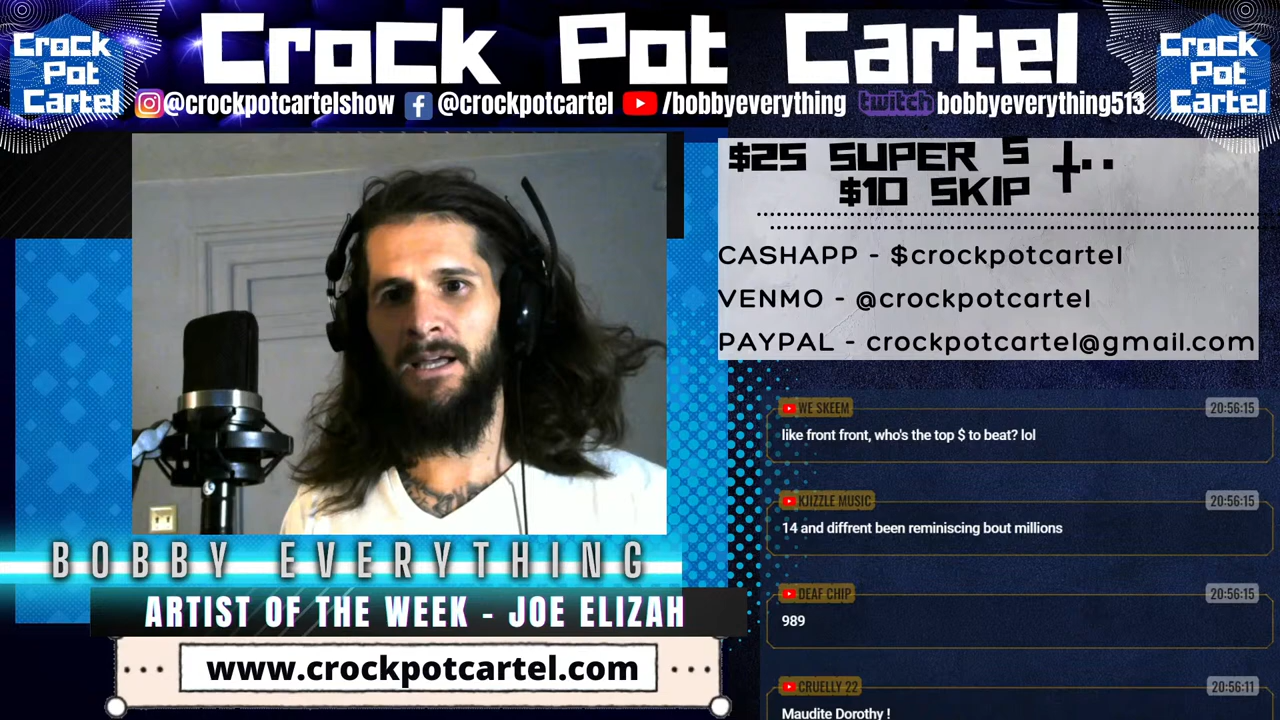 Crock Pot Cartel
Crock
Pot
Cartel
Crock
Pot
Cartel
@crockpotcartelshow @crockpotcartel /bobbyeverything twitch bobbyeverything513
$25 SUPER S
$10 SKIP
CASHAPP - $crockpotcartel
VENMO - @crockpotcartel
PAYPAL - crockpotcartel@gmail.com
WE SKEEM 20:56:15
like front front, who's the top $ to beat? lol
KJIZZLE MUSIC 20:56:15
14 and diffrent been reminiscing bout millions
DEAF CHIP 20:56:15
989
CRUELLY 22 20:56:11
Maudite Dorothy !
BOBBY EVERYTHING
ARTIST OF THE WEEK - JOE ELIZAH
www.crockpotcartel.com